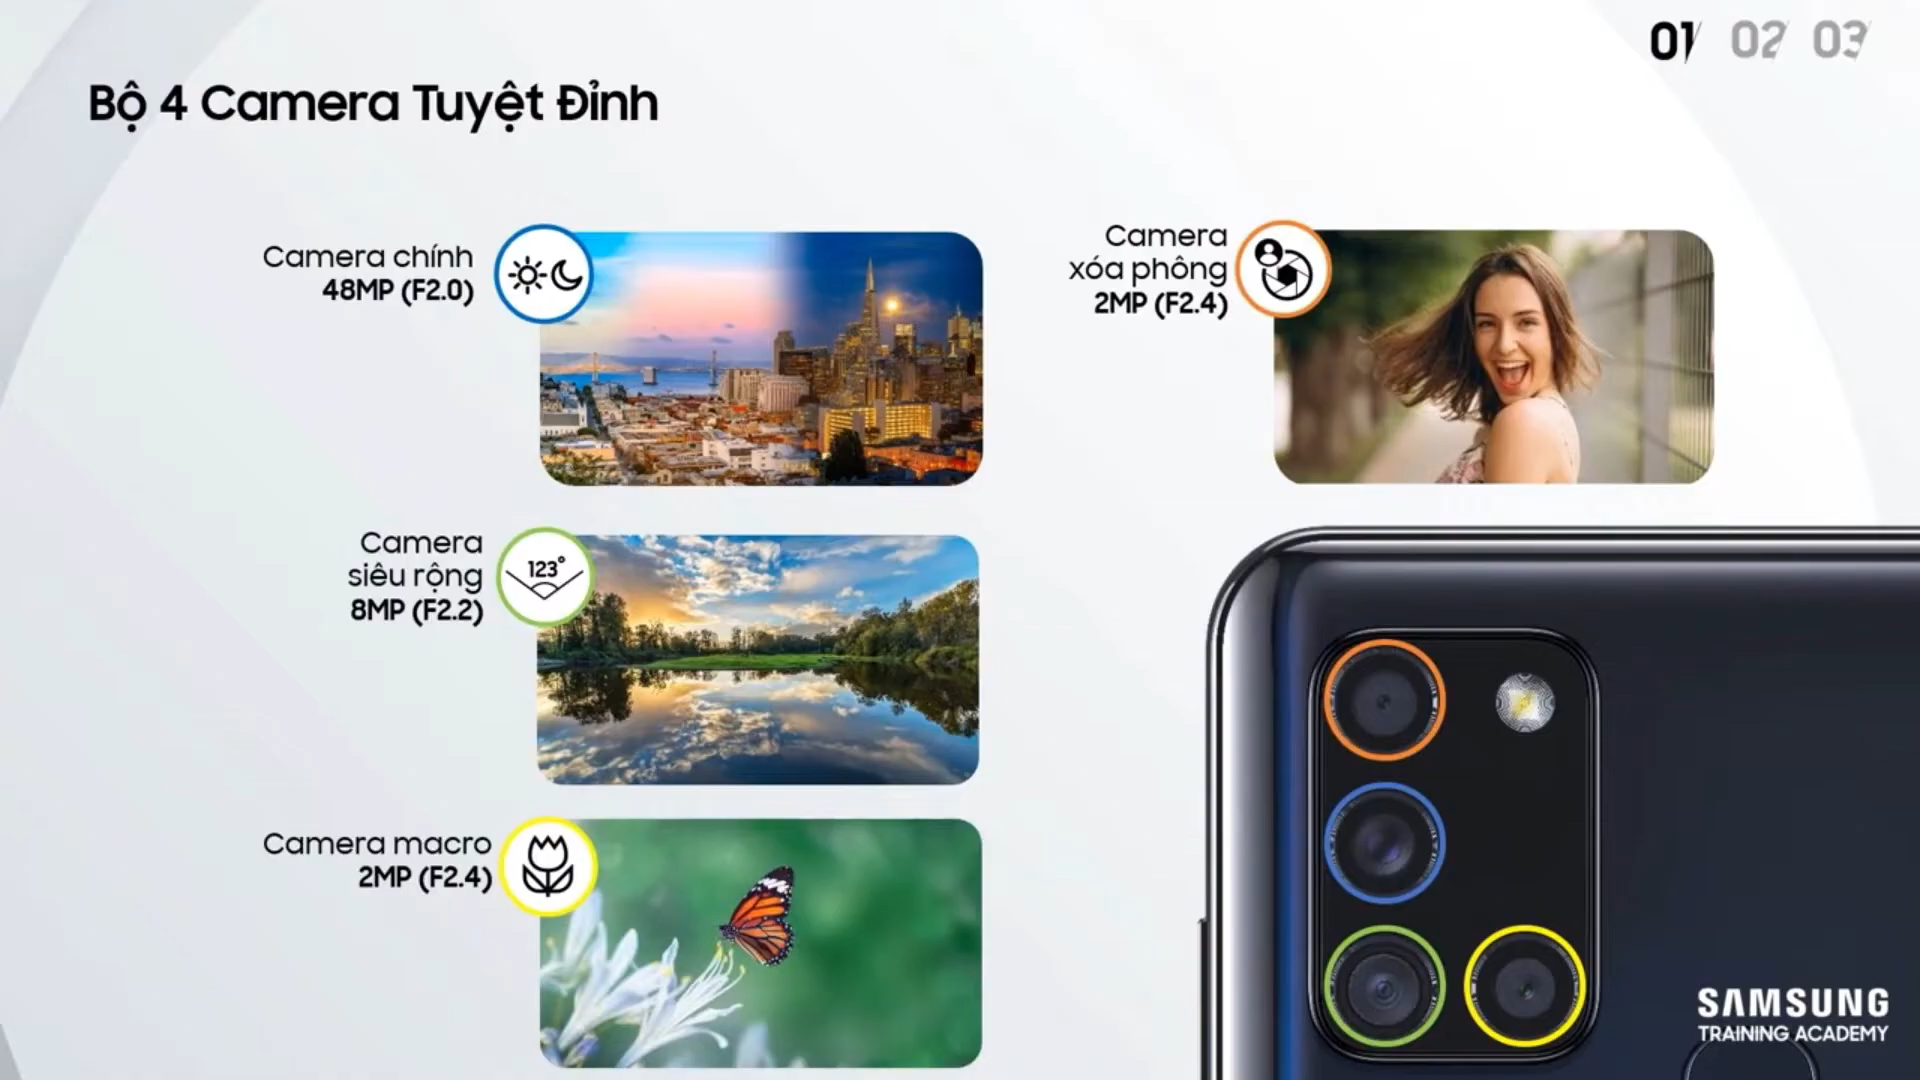 01 02 03
Bộ 4 Camera Tuyệt Đỉnh
Camera chính
48MP (F2.0)
Camera
xóa phông
2MP (F2.4)
Camera
siêu rộng
8MP (F2.2)
123°
Camera macro
2MP (F2.4)
SAMSUNG
TRAINING ACADEMY